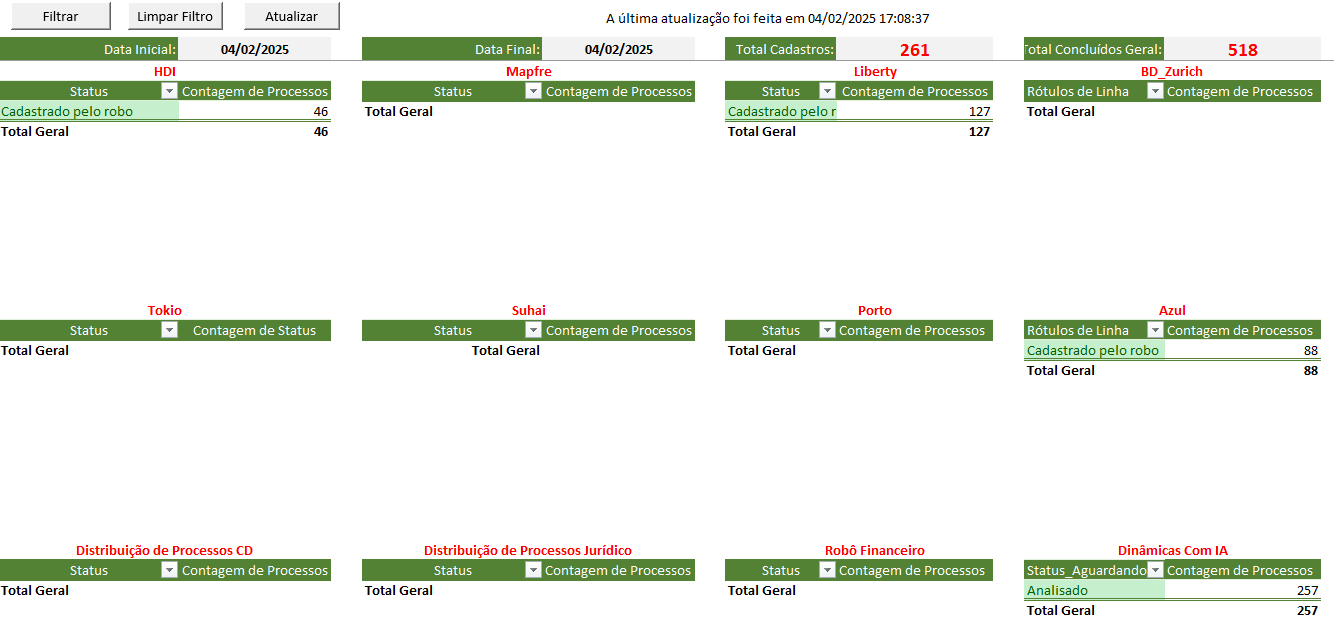 Filtrar Limpar Filtro Atualizar A última atualização foi feita em 04/02/2025 17:08:37
Data Inicial: 04/02/2025 Data Final: 04/02/2025 Total Cadastros: 261 Total Concluídos Geral: 518
HDI Mapfre Liberty BD_Zurich
Status Contagem de Processos Status Contagem de Processos Status Contagem de Processos Rótulos de Linha Contagem de Processos
Cadastrado pelo robo 46 Total Geral Cadastrado pelo r 127 Total Geral
Total Geral 46 Total Geral 127
Tokio Suhai Porto Azul
Status Contagem de Status Status Contagem de Processos Status Contagem de Processos Rótulos de Linha Contagem de Processos
Total Geral Total Geral Total Geral Cadastrado pelo robo 88
Total Geral 88
Distribuição de Processos CD Distribuição de Processos Jurídico Robô Financeiro Dinâmicas Com IA
Status Contagem de Processos Status Contagem de Processos Status Contagem de Processos Status_Aguardando Contagem de Processos
Total Geral Total Geral Total Geral Analisado 257
Total Geral 257